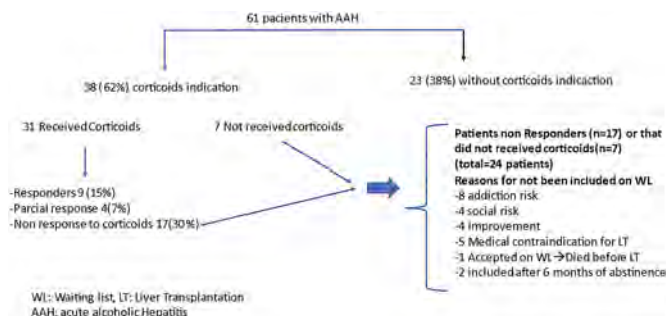 61 pacients with AAH
38 (62%) corticoids indication
23 (38%) without corticoids indicaction
31 Received Corticoids
7 Not received corticoids
-Responders 9 (15%)
-Parcial response 4(7%)
-Non response to corticoids 17(30%)
Patients non Responders (n=17) or that
did not received corticoids(n=7)
(total=24 patients)
Reasons for not been included on WL
-8 addiction risk
-4 social risk
-4 improvement
-5 Medical contraindication for LT
-1 Accepted on WL→Died before LT
-2 included after 6 months of abstinence
WL: Waiting list, LT: Liver Transplantation
AAH: acute alcoholic Hepatitis